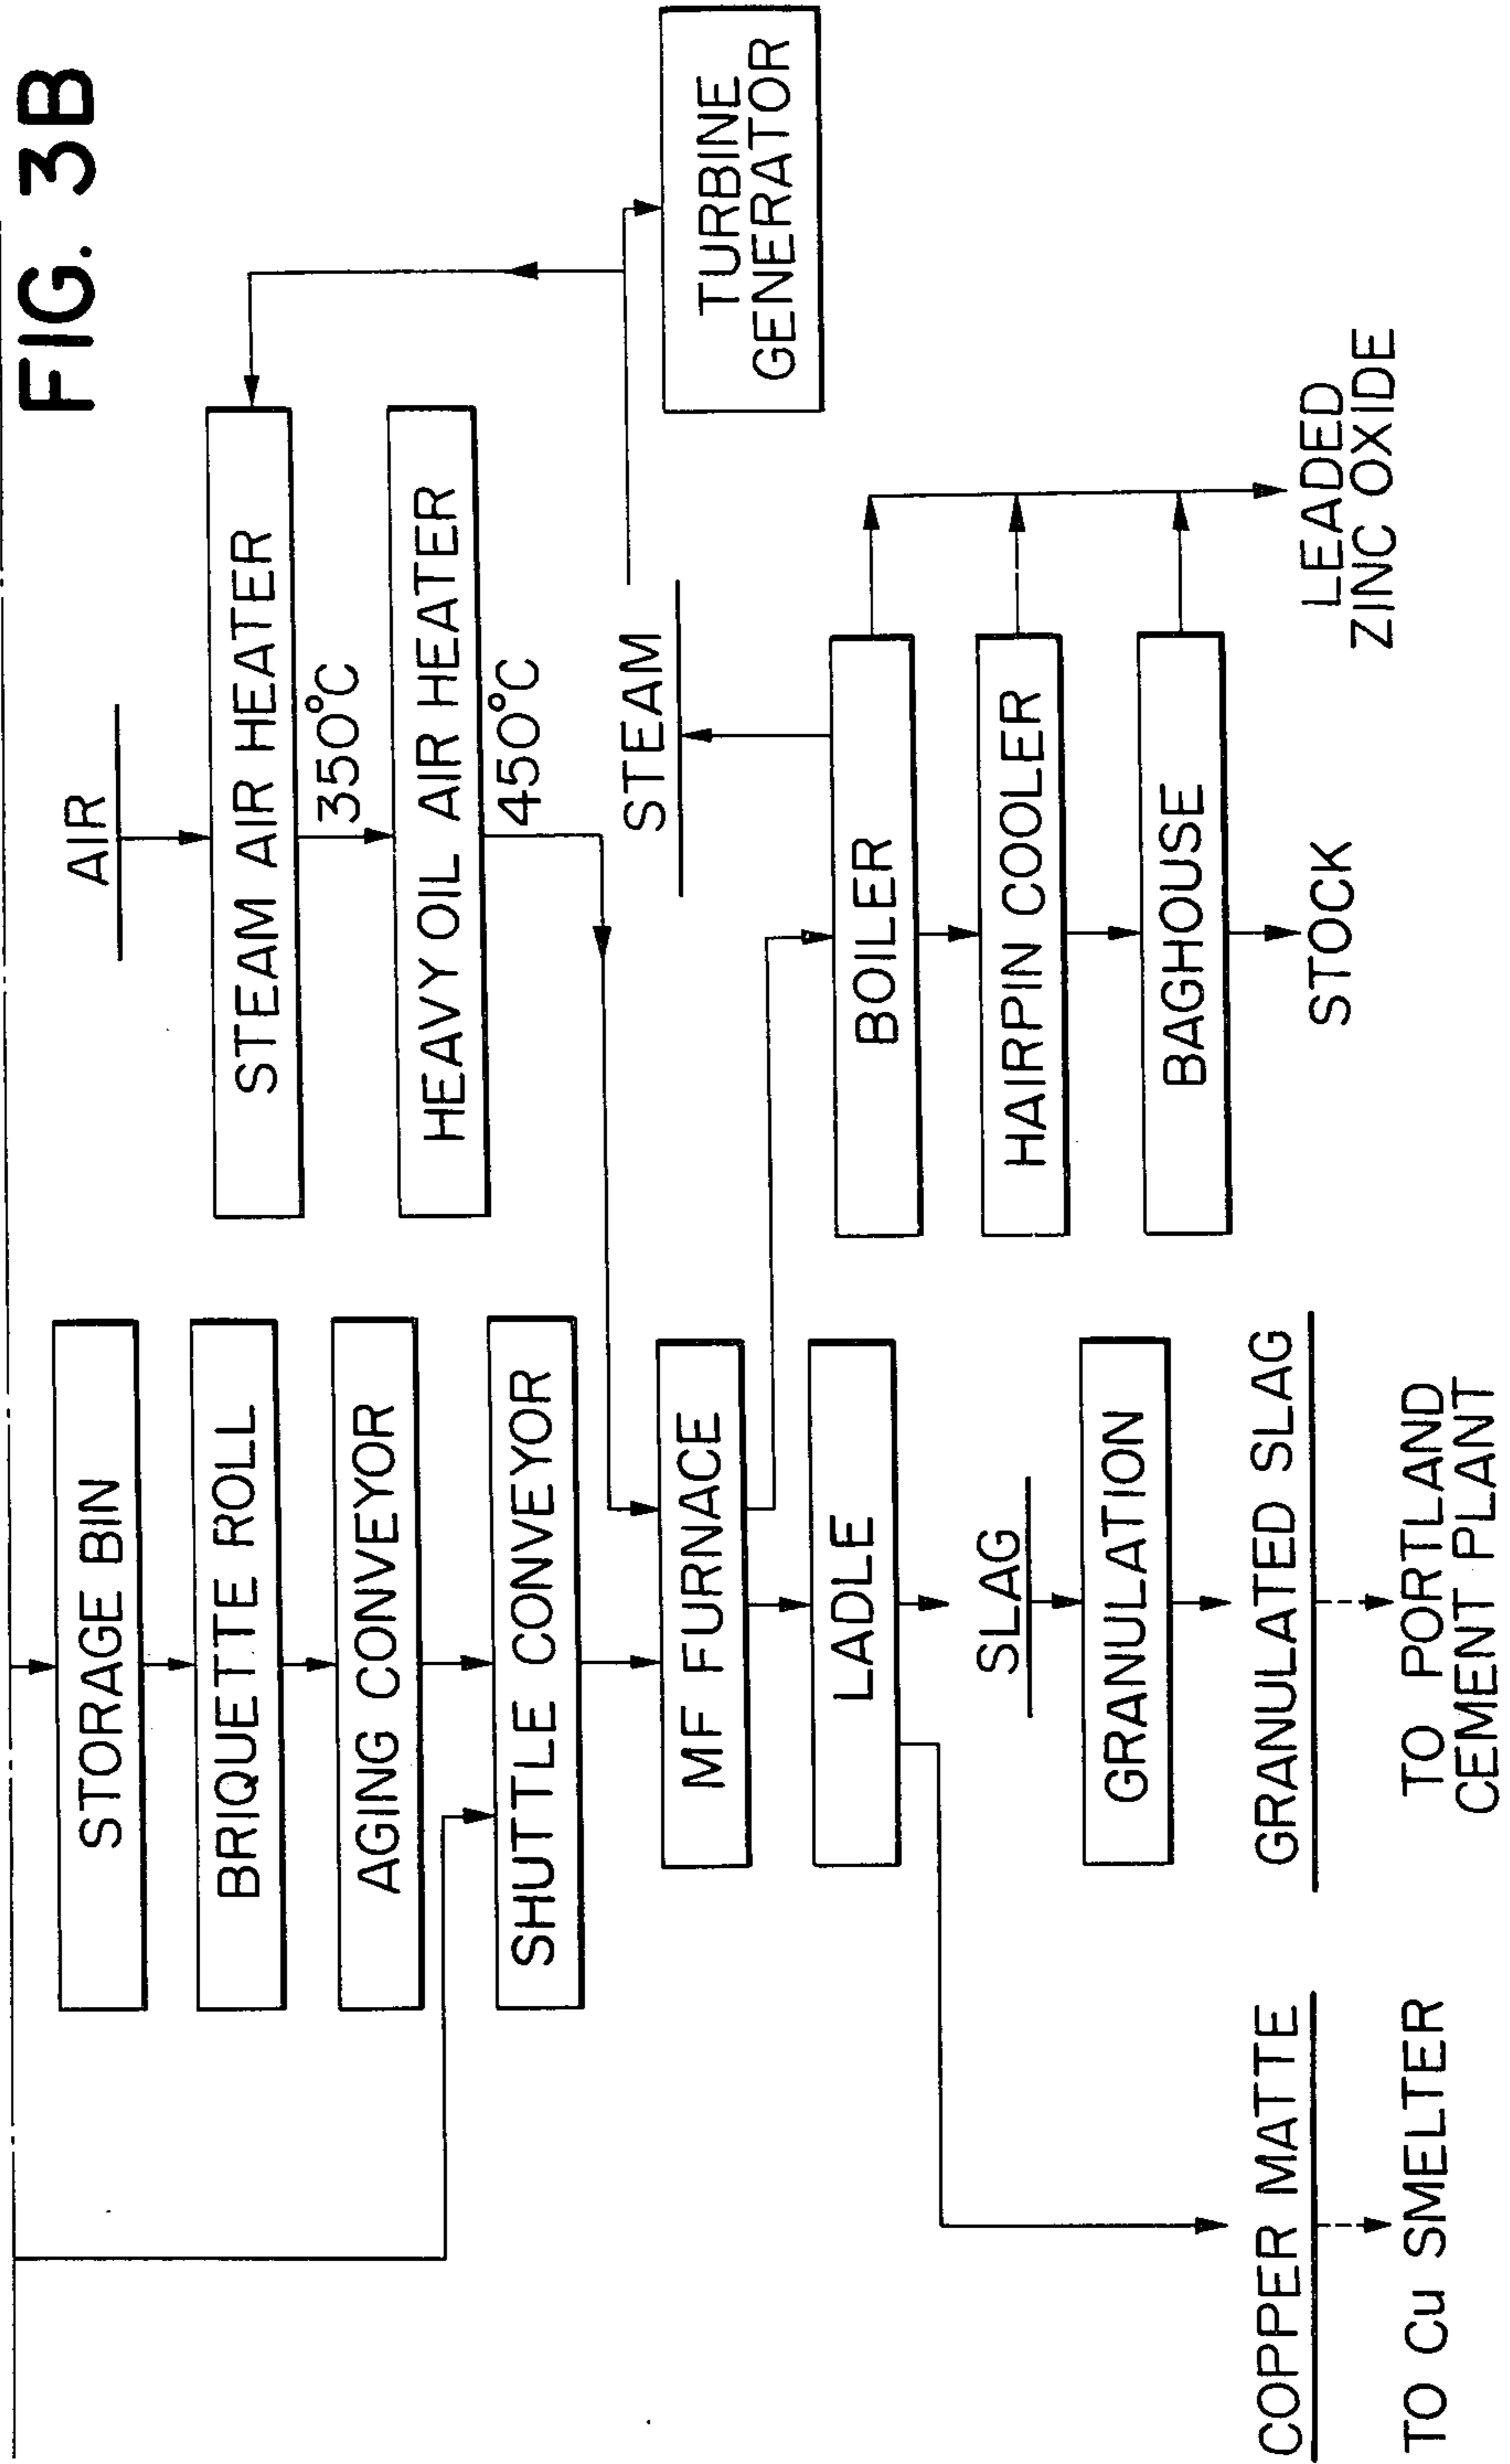 FIG. 3B
AIR
STORAGE BIN
STEAM AIR HEATER
BRIQUETTE ROLL
350°C
AGING CONVEYOR
HEAVY OIL AIR HEATER
450°C
SHUTTLE CONVEYOR
STEAM
MF FURNACE
TURBINE
GENERATOR
LADLE
BOILER
SLAG
HAIRPIN COOLER
GRANULATION
BAGHOUSE
COPPER MATTE
GRANULATED SLAG
STOCK
LEADED
ZINC OXIDE
TO Cu SMELTER
TO PORTLAND
CEMENT PLANT